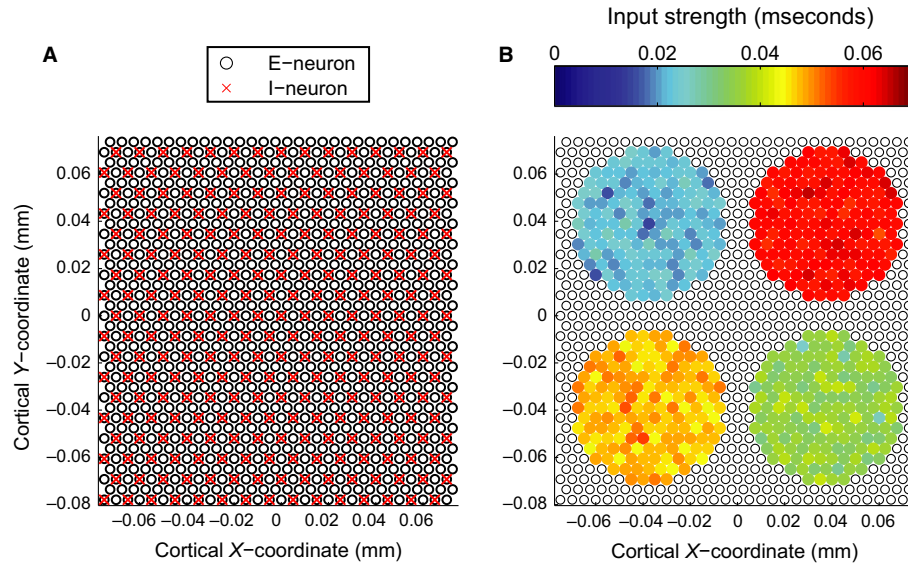 Input strength (mseconds)
A
E−neuron
I−neuron
B
0 0.02 0.04 0.06
0.06
0.04
0.02
0
−0.02
−0.04
−0.06
−0.08
Cortical Y−coordinate (mm)
−0.06 −0.04 −0.02 0 0.02 0.04 0.06
Cortical X−coordinate (mm)
0.06
0.04
0.02
0
−0.02
−0.04
−0.06
−0.08
−0.06 −0.04 −0.02 0 0.02 0.04 0.06
Cortical X−coordinate (mm)